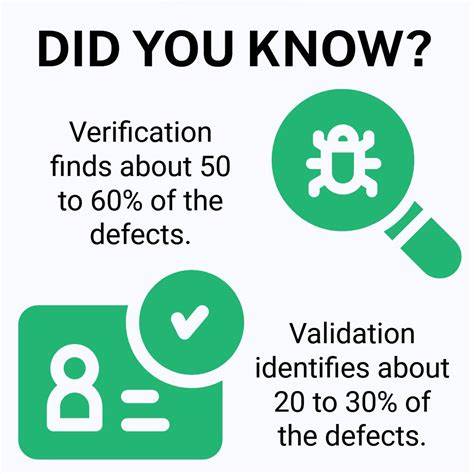 DID YOU KNOW?
Verification
finds about 50
to 60% of the
defects.
Validation
identifies about
20 to 30% of
the defects.